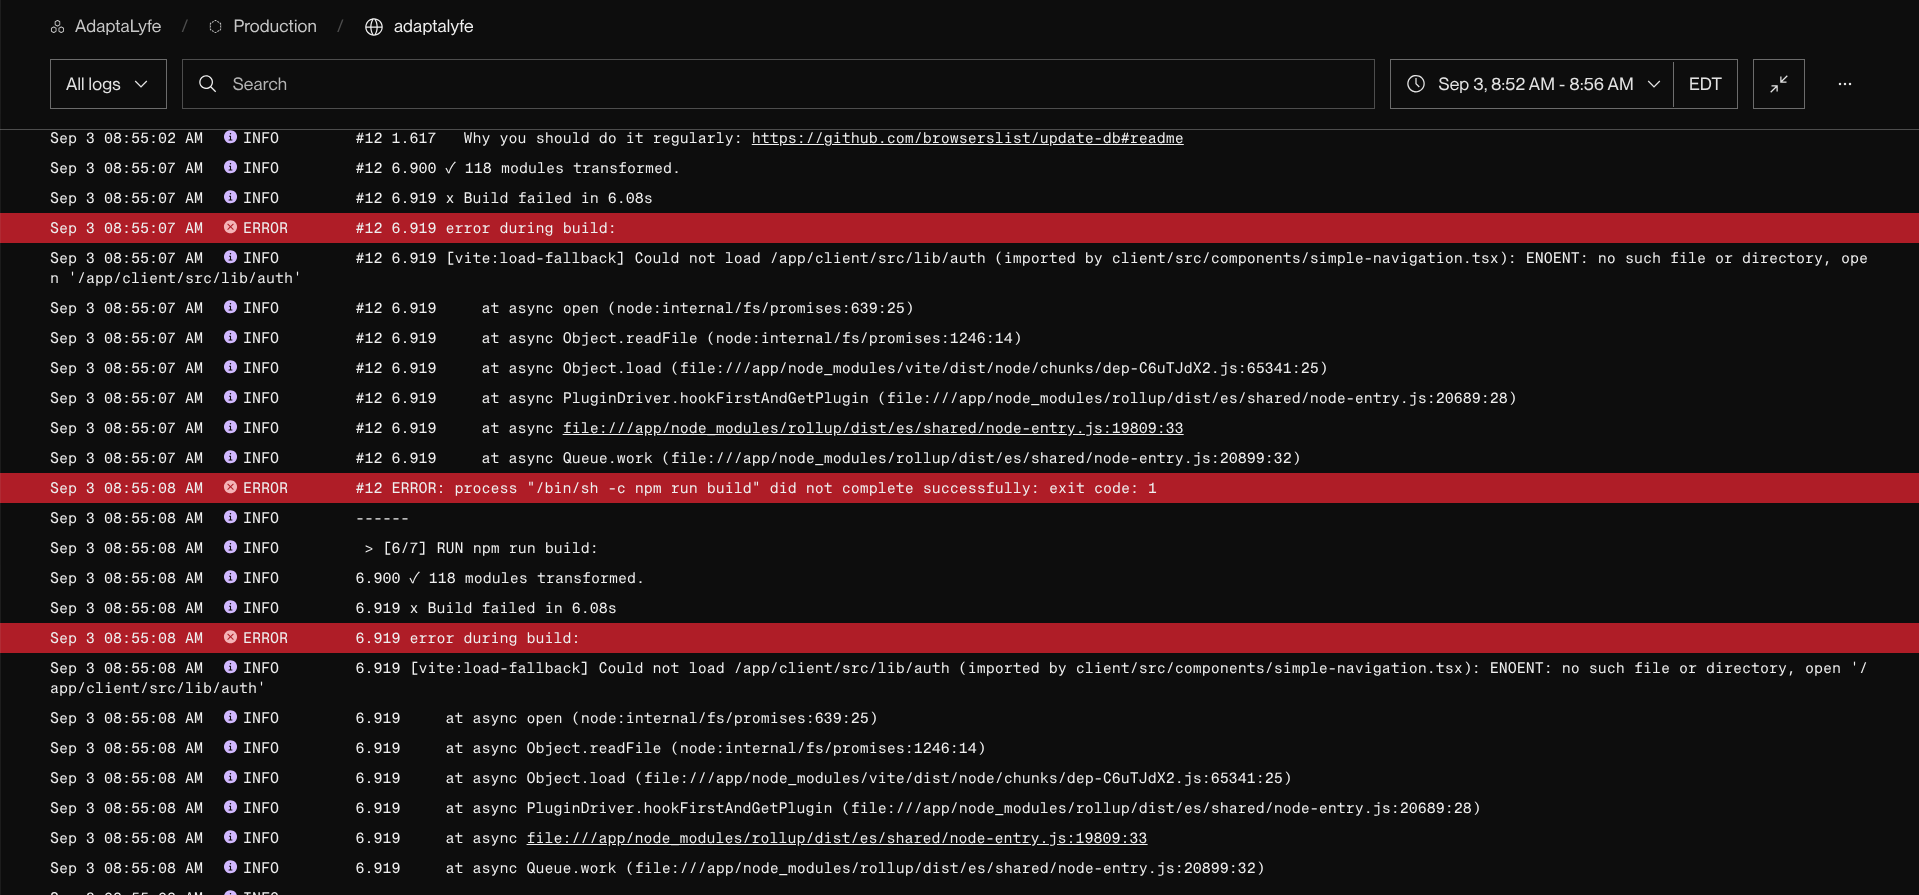 AdaptaLyfe / Production / adaptalyfe
All logs Search Sep 3, 8:52 AM - 8:56 AM EDT ...
Sep 3 08:55:02 AM INFO #12 1.617 Why you should do it regularly: https://github.com/browserslist/update-db#readme
Sep 3 08:55:07 AM INFO #12 6.900 ✓ 118 modules transformed.
Sep 3 08:55:07 AM INFO #12 6.919 x Build failed in 6.08s
Sep 3 08:55:07 AM ERROR #12 6.919 error during build:
Sep 3 08:55:07 AM INFO #12 6.919 [vite:load-fallback] Could not load /app/client/src/lib/auth (imported by client/src/components/simple-navigation.tsx): ENOENT: no such file or directory, ope
n '/app/client/src/lib/auth'
Sep 3 08:55:07 AM INFO #12 6.919 at async open (node:internal/fs/promises:639:25)
Sep 3 08:55:07 AM INFO #12 6.919 at async Object.readFile (node:internal/fs/promises:1246:14)
Sep 3 08:55:07 AM INFO #12 6.919 at async Object.load (file:///app/node_modules/vite/dist/node/chunks/dep-C6uTJdX2.js:65341:25)
Sep 3 08:55:07 AM INFO #12 6.919 at async PluginDriver.hookFirstAndGetPlugin (file:///app/node_modules/rollup/dist/es/shared/node-entry.js:20689:28)
Sep 3 08:55:07 AM INFO #12 6.919 at async file:///app/node_modules/rollup/dist/es/shared/node-entry.js:19809:33
Sep 3 08:55:07 AM INFO #12 6.919 at async Queue.work (file:///app/node_modules/rollup/dist/es/shared/node-entry.js:20899:32)
Sep 3 08:55:08 AM ERROR #12 ERROR: process "/bin/sh -c npm run build" did not complete successfully: exit code: 1
Sep 3 08:55:08 AM INFO ------
Sep 3 08:55:08 AM INFO > [6/7] RUN npm run build:
Sep 3 08:55:08 AM INFO 6.900 ✓ 118 modules transformed.
Sep 3 08:55:08 AM INFO 6.919 x Build failed in 6.08s
Sep 3 08:55:08 AM ERROR 6.919 error during build:
Sep 3 08:55:08 AM INFO 6.919 [vite:load-fallback] Could not load /app/client/src/lib/auth (imported by client/src/components/simple-navigation.tsx): ENOENT: no such file or directory, open '/
app/client/src/lib/auth'
Sep 3 08:55:08 AM INFO 6.919 at async open (node:internal/fs/promises:639:25)
Sep 3 08:55:08 AM INFO 6.919 at async Object.readFile (node:internal/fs/promises:1246:14)
Sep 3 08:55:08 AM INFO 6.919 at async Object.load (file:///app/node_modules/vite/dist/node/chunks/dep-C6uTJdX2.js:65341:25)
Sep 3 08:55:08 AM INFO 6.919 at async PluginDriver.hookFirstAndGetPlugin (file:///app/node_modules/rollup/dist/es/shared/node-entry.js:20689:28)
Sep 3 08:55:08 AM INFO 6.919 at async file:///app/node_modules/rollup/dist/es/shared/node-entry.js:19809:33
Sep 3 08:55:08 AM INFO 6.919 at async Queue.work (file:///app/node_modules/rollup/dist/es/shared/node-entry.js:20899:32)